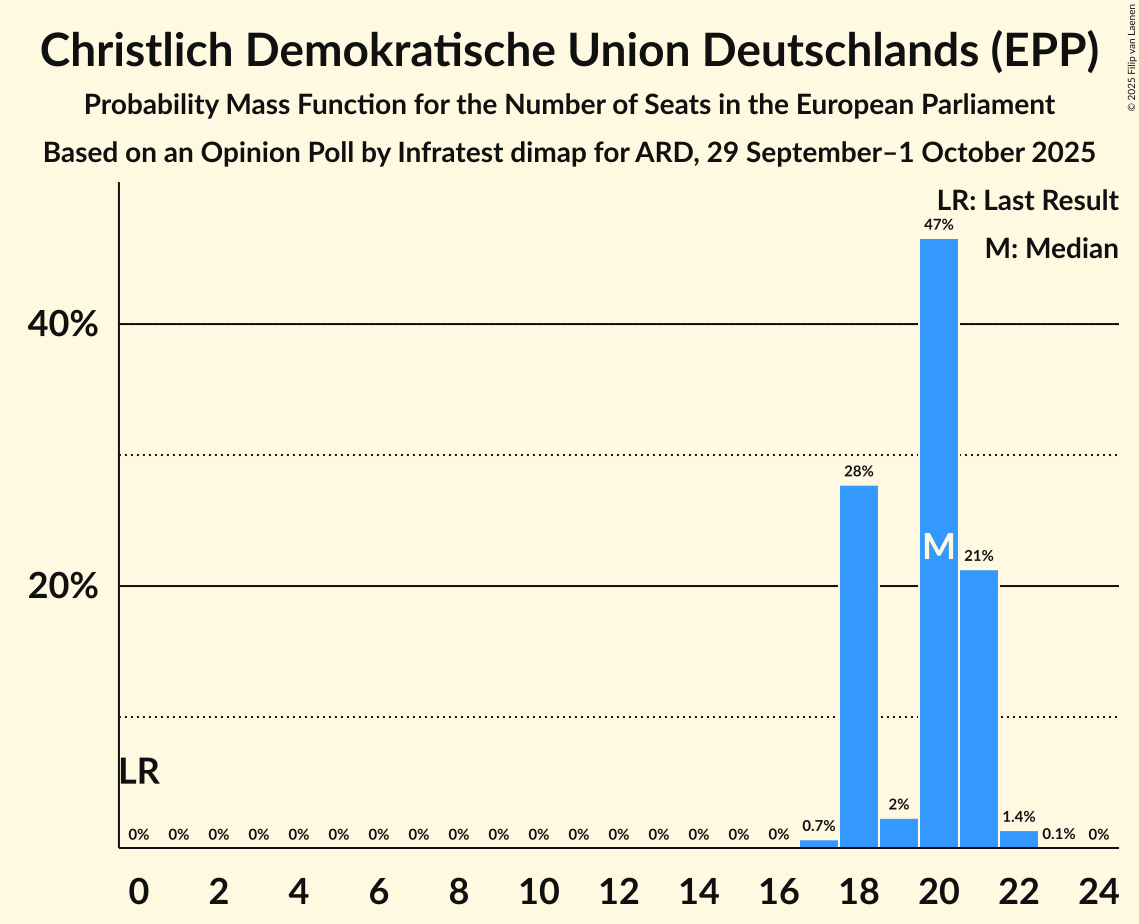 Christlich Demokratische Union Deutschlands (EPP)
Probability Mass Function for the Number of Seats in the European Parliament
Based on an Opinion Poll by Infratest dimap for ARD, 29 September–1 October 2025
© 2025 Filip van Laenen
LR: Last Result
M: Median
47%
40%
28%
M
21%
20%
LR
0% 0% 0% 0% 0% 0% 0% 0% 0% 0% 0% 0% 0% 0% 0% 0% 0% 0.7% 2% 1.4% 0.1% 0%
0 2 4 6 8 10 12 14 16 18 20 22 24